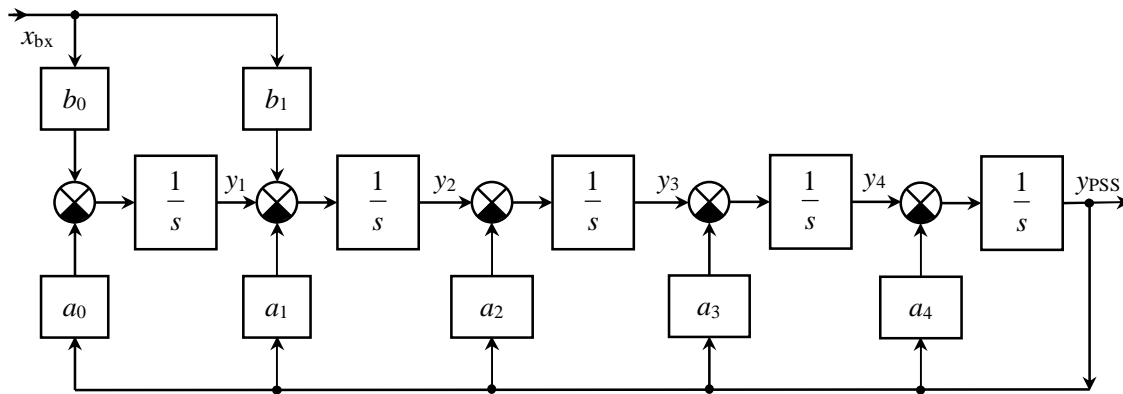 x_bx
b₀
b₁
1/s
y₁
1/s
y₂
1/s
y₃
1/s
y₄
1/s
y_PSS
a₀
a₁
a₂
a₃
a₄